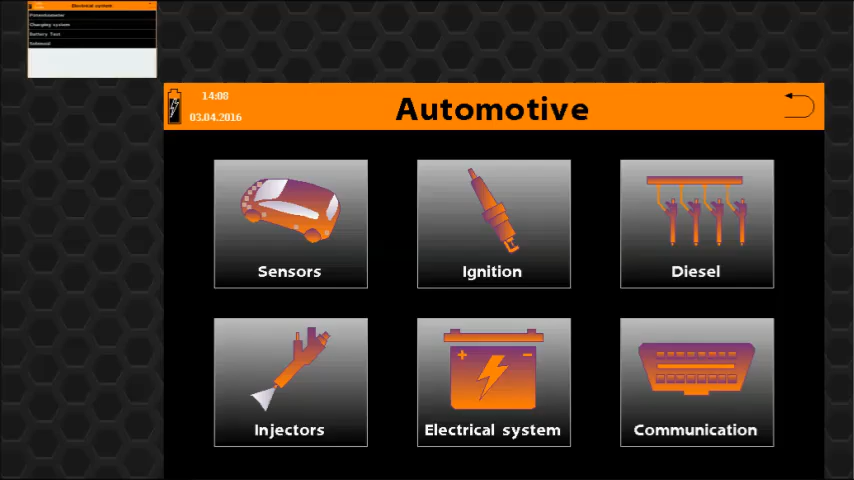 Electrical system
Potentiometer
Charging system
Battery Test
Solenoid
14:08
03.04.2016
Automotive
Sensors
Ignition
Diesel
Injectors
+ −
Electrical system
Communication